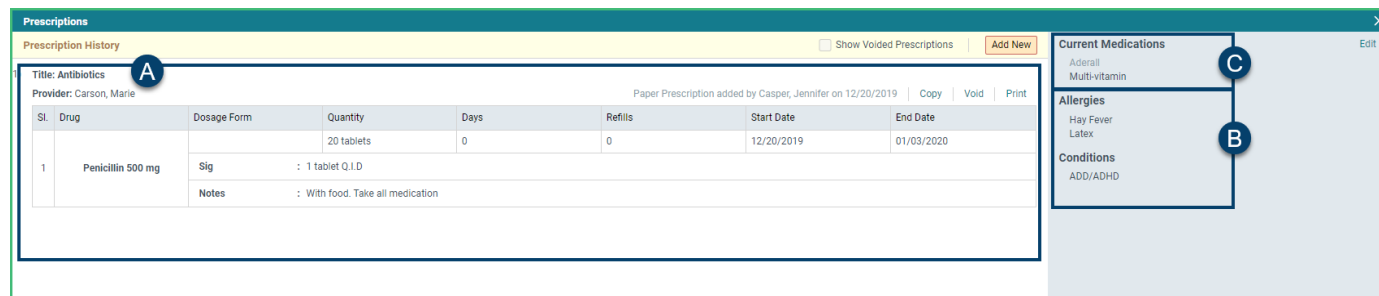 Prescriptions
Prescription History
Show Voided Prescriptions
Add New
1
Title: Antibiotics
A
Provider: Carson, Marie
Paper Prescription added by Casper, Jennifer on 12/20/2019 | Copy | Void | Print
Sl. Drug Dosage Form Quantity Days Refills Start Date End Date
20 tablets 0 0 12/20/2019 01/03/2020
1 Penicillin 500 mg
Sig : 1 tablet Q.I.D
Notes : With food. Take all medication
Current Medications
Edit
Aderall
Multi-vitamin
C
Allergies
Hay Fever
Latex
B
Conditions
ADD/ADHD